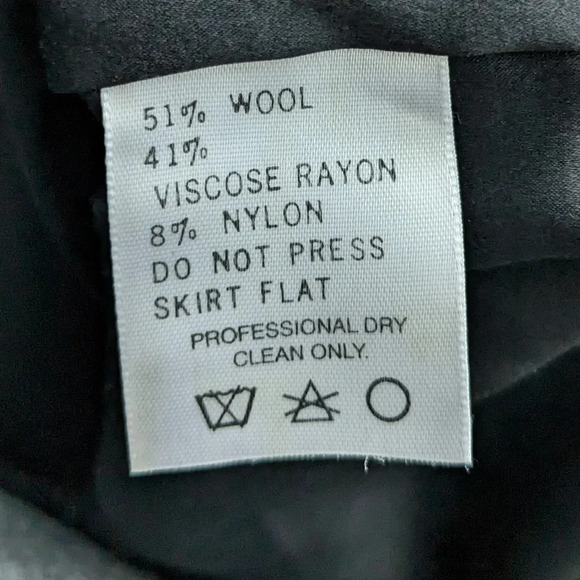 51% WOOL
41%
VISCOSE RAYON
8% NYLON
DO NOT PRESS
SKIRT FLAT
PROFESSIONAL DRY
CLEAN ONLY.